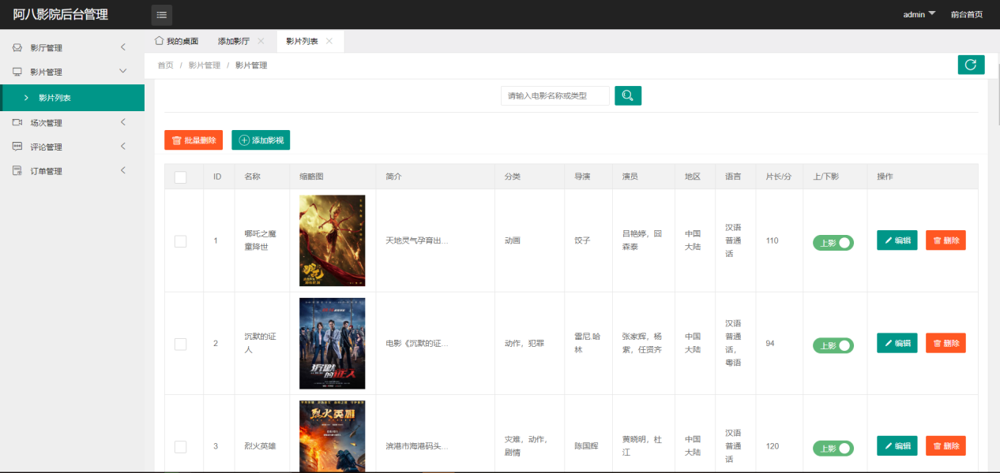 阿八影院后台管理
admin
前台首页
影厅管理
影片管理
影片列表
场次管理
评论管理
订单管理
我的桌面
添加影厅
影片列表
首页 / 影片管理 / 影片管理
请输入电影名称或类型
批量删除
添加影视
ID 名称 缩略图 简介 分类 导演 演员 地区 语言 片长/分 上/下影 操作
1
哪吒之魔
童降世
天地灵气孕育出...
动画
饺子
吕艳婷，囧
森泰
中国
大陆
汉语
普通
话
110
上影
编辑
删除
2
沉默的证
人
沉默
的证人
电影《沉默的证...
动作，犯罪
雷尼.哈
林
张家辉，杨
紫，任贤齐
中国
大陆
汉语
普通
话，
粤语
94
上影
编辑
删除
3
烈火英雄
烈火英雄
滨港市海港码头...
灾难，动作，
剧情
陈国辉
黄晓明，杜
江
中国
大陆
汉语
普通
话
120
上影
编辑
删除